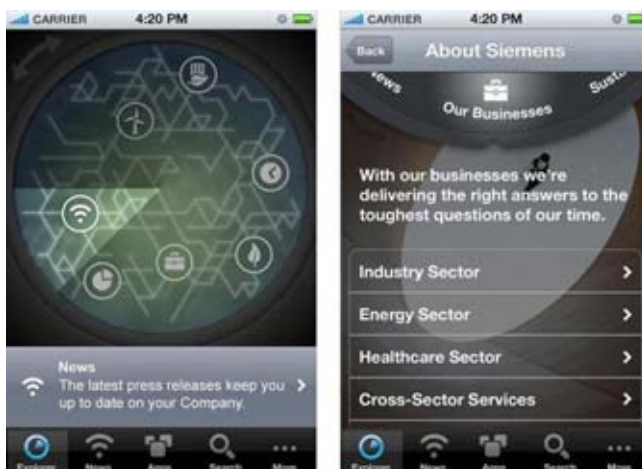 CARRIER 4:20 PM
News
The latest press releases keep you
up to date on your Company.
Explorer News Apps Search More
CARRIER 4:20 PM
Back About Siemens
News Our Businesses
With our businesses we're
delivering the right answers to the
toughest questions of our time.
Industry Sector
Energy Sector
Healthcare Sector
Cross-Sector Services
Explorer News Apps Search More